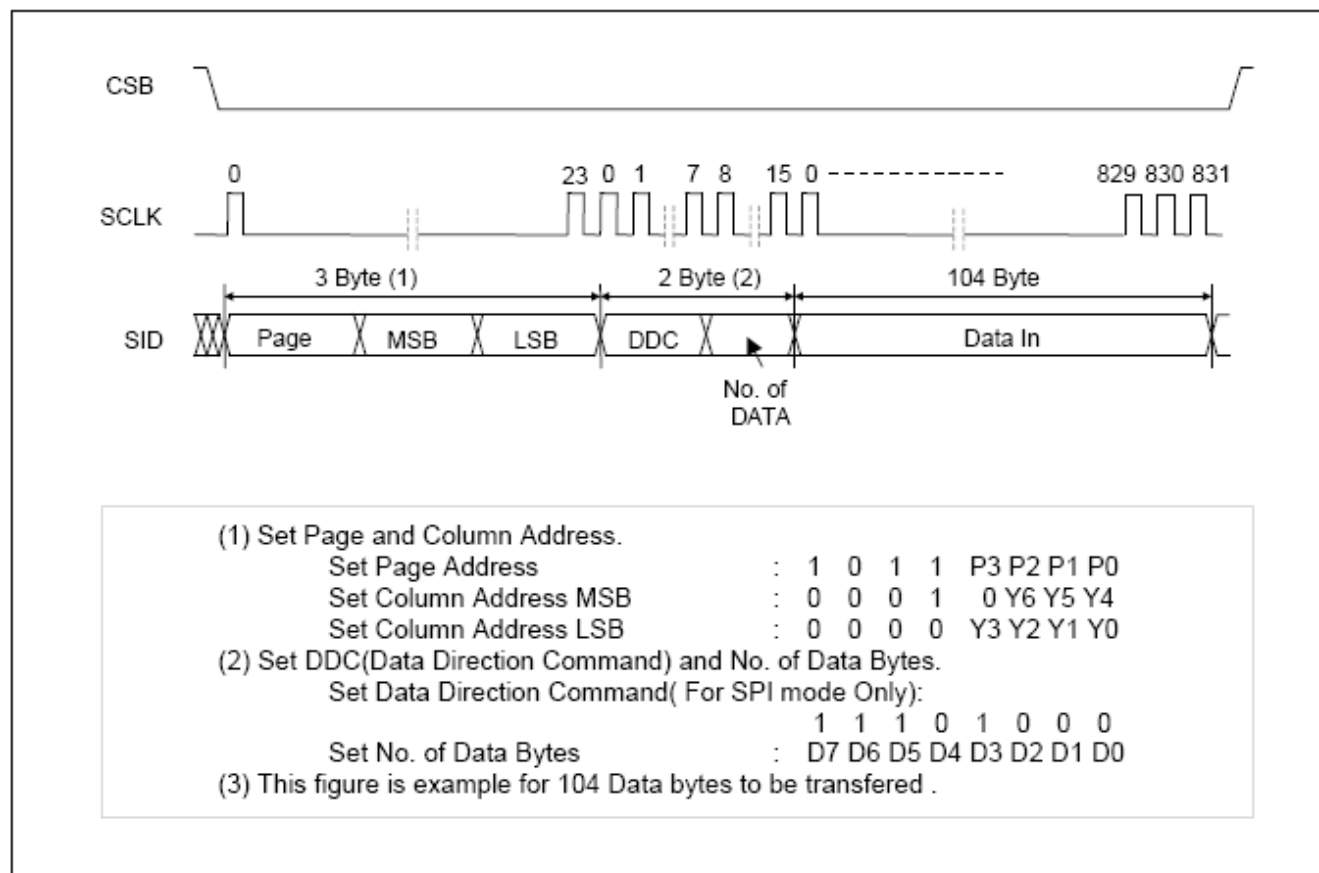 CSB
0 23 0 1 7 8 15 0 829 830 831
SCLK
3 Byte (1) 2 Byte (2) 104 Byte
SID Page MSB LSB DDC Data In
No. of
DATA
(1) Set Page and Column Address.
Set Page Address : 1 0 1 1 P3 P2 P1 P0
Set Column Address MSB : 0 0 0 1 0 Y6 Y5 Y4
Set Column Address LSB : 0 0 0 0 Y3 Y2 Y1 Y0
(2) Set DDC(Data Direction Command) and No. of Data Bytes.
Set Data Direction Command( For SPI mode Only):
1 1 1 0 1 0 0 0
Set No. of Data Bytes : D7 D6 D5 D4 D3 D2 D1 D0
(3) This figure is example for 104 Data bytes to be transfered .